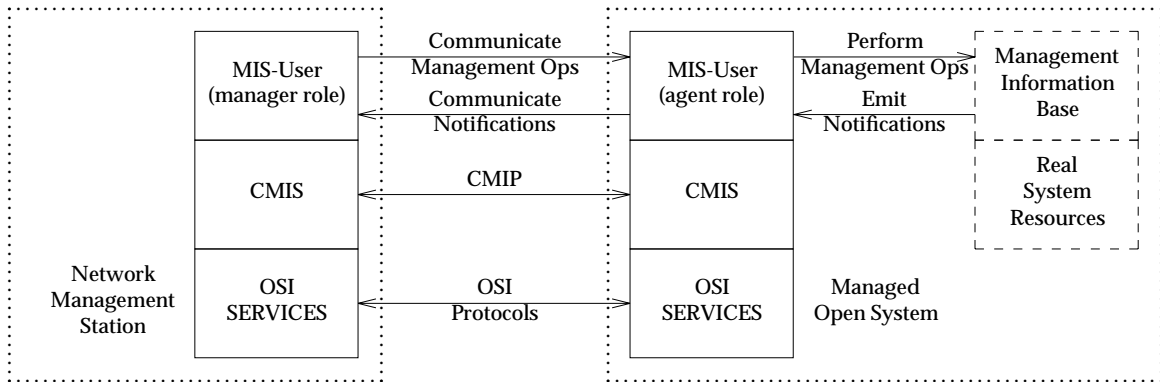 MIS-User
(manager role)
CMIS
OSI
SERVICES
Network
Management
Station
Communicate
Management Ops
Communicate
Notifications
CMIP
OSI
Protocols
MIS-User
(agent role)
CMIS
OSI
SERVICES
Perform
Management Ops
Emit
Notifications
Management
Information
Base
Real
System
Resources
Managed
Open System